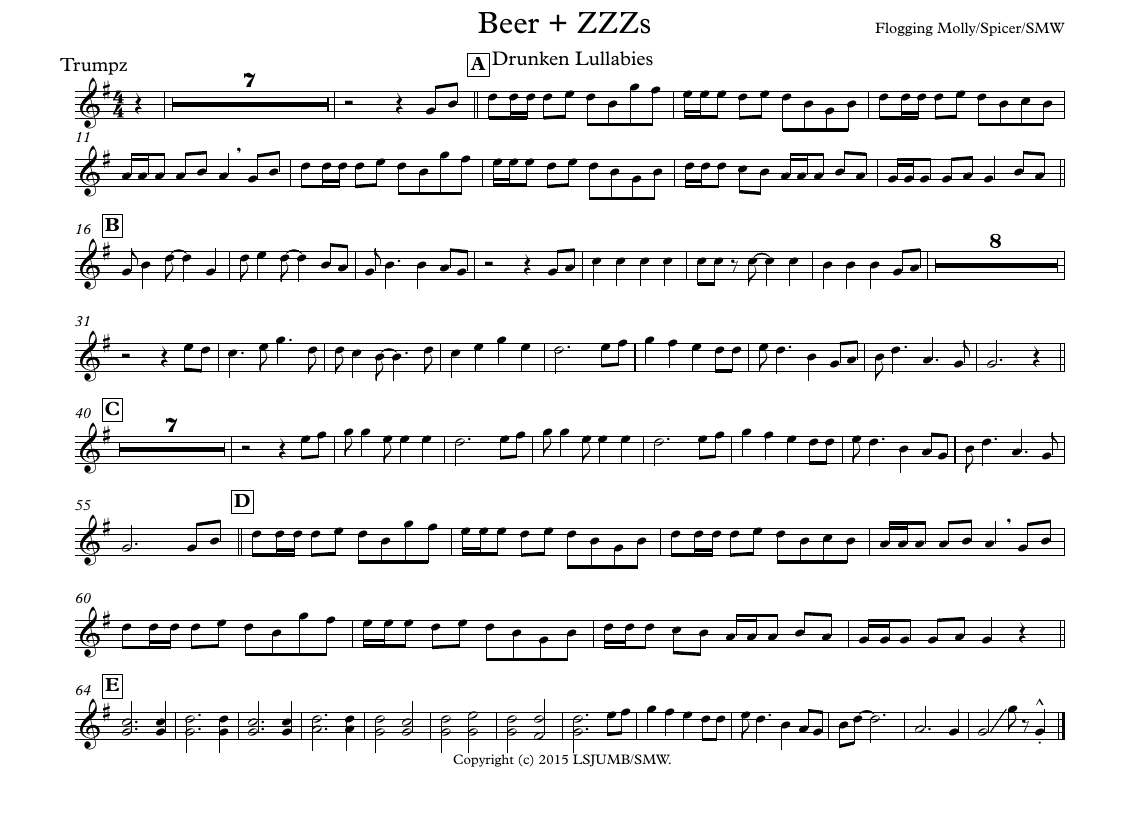 Beer + ZZZs
Flogging Molly/Spicer/SMW
Trumpz
A Drunken Lullabies
7
4
4
11
16 B
8
31
40 C
7
55 D
60
64 E
Copyright (c) 2015 LSJUMB/SMW.